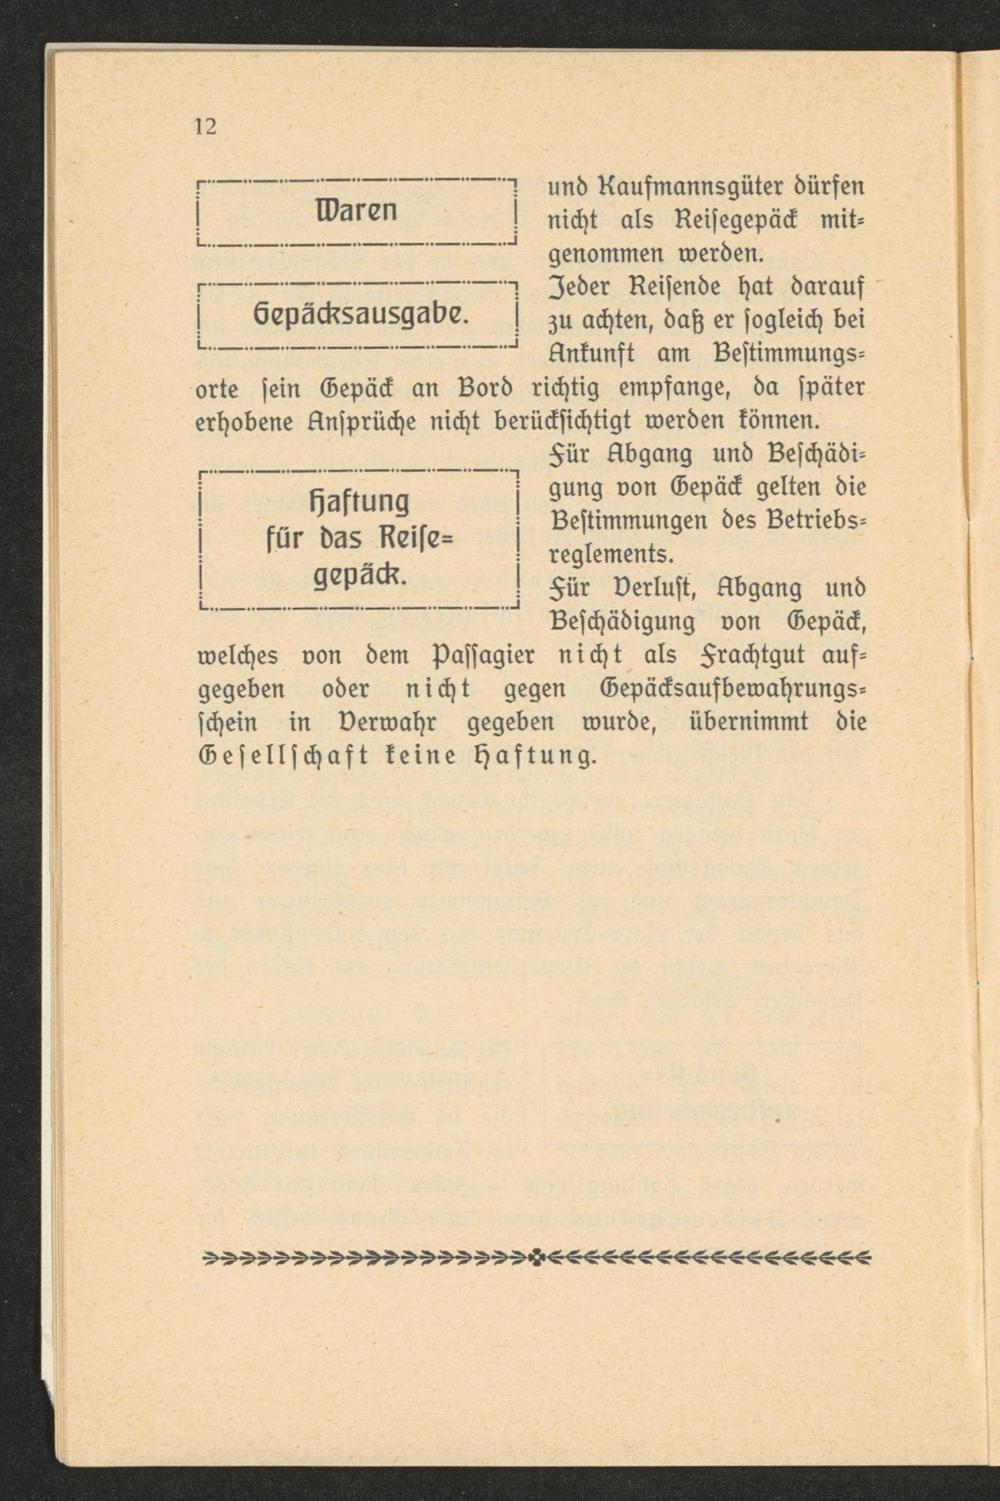 12
Waren
und Kaufmannsgüter dürfen
nicht als Reiſegepäck mit⸗
genommen werden.
Gepäcksausgabe.
Jeder Reiſende hat darauf
zu achten, daß er ſogleich bei
Ankunft am Beſtimmungs⸗
orte ſein Gepäck an Bord richtig empfange, da ſpäter
erhobene Anſprüche nicht berückſichtigt werden können.
Haftung
für das Reiſe⸗
gepäck.
Für Abgang und Beſchädi⸗
gung von Gepäck gelten die
Beſtimmungen des Betriebs⸗
reglements.
Für Verluſt, Abgang und
Beſchädigung von Gepäck,
welches von dem Paſſagier nicht als Frachtgut auf⸗
gegeben oder nicht gegen Gepäcksaufbewahrungs⸗
ſchein in Verwahr gegeben wurde, übernimmt die
Geſellſchaft keine Haftung.